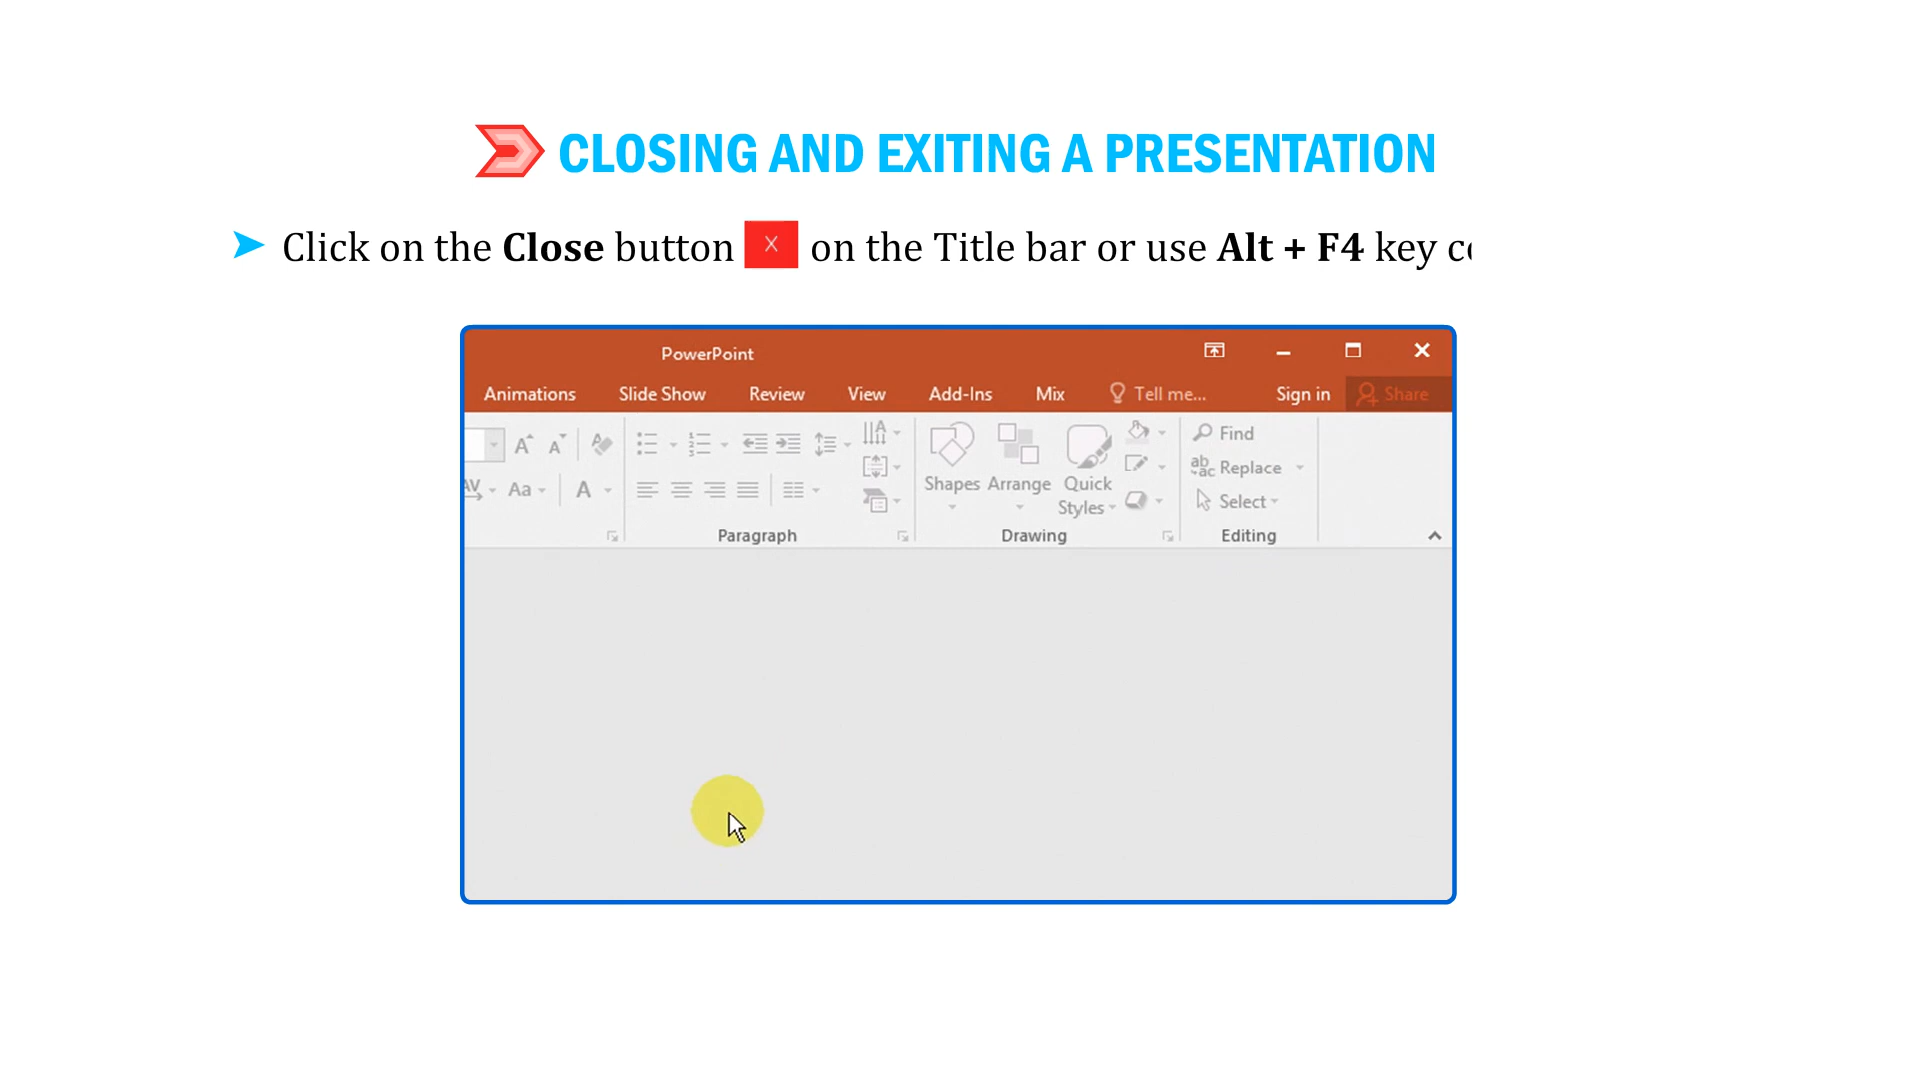 CLOSING AND EXITING A PRESENTATION
Click on the Close button X on the Title bar or use Alt + F4 key
PowerPoint
Animations Slide Show Review View Add-Ins Mix Tell me... Sign in Share
Find
Replace
Select
Aa A
Shapes Arrange Quick Styles
Paragraph Drawing Editing